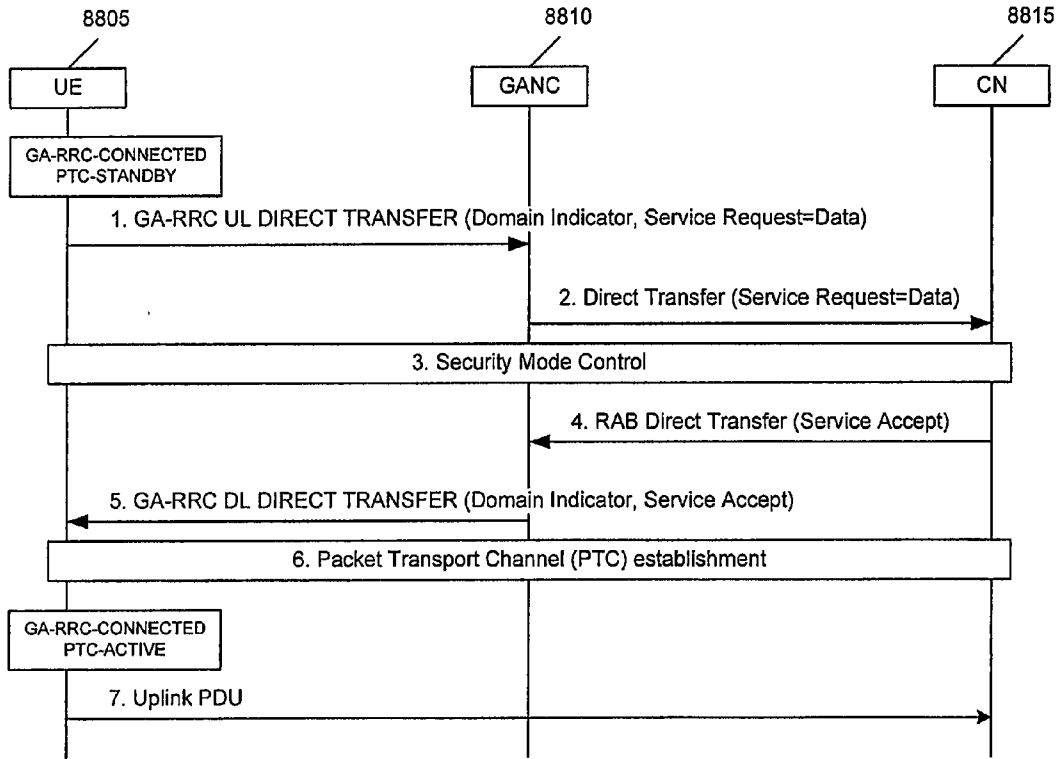 8805
8810
8815
UE
GANC
CN
GA-RRC-CONNECTED
PTC-STANDBY
1. GA-RRC UL DIRECT TRANSFER (Domain Indicator, Service Request=Data)
2. Direct Transfer (Service Request=Data)
3. Security Mode Control
4. RAB Direct Transfer (Service Accept)
5. GA-RRC DL DIRECT TRANSFER (Domain Indicator, Service Accept)
6. Packet Transport Channel (PTC) establishment
GA-RRC-CONNECTED
PTC-ACTIVE
7. Uplink PDU